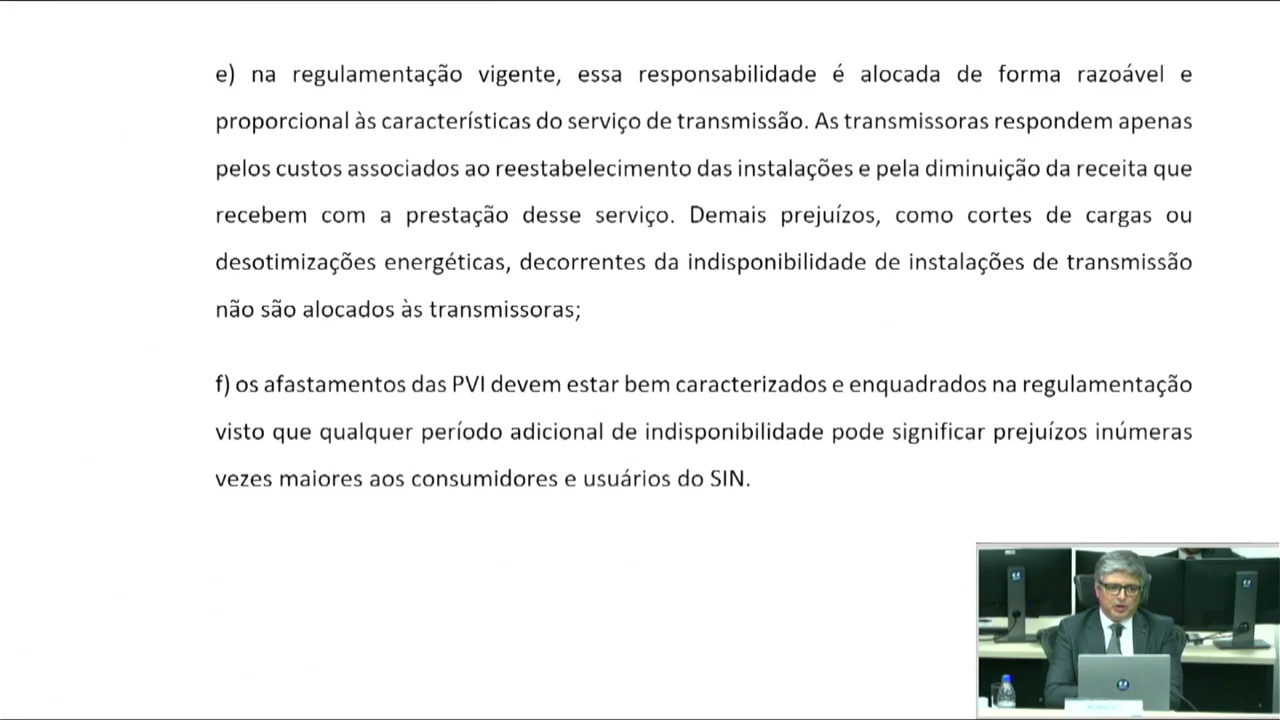 e) na regulamentação vigente, essa responsabilidade é alocada de forma razoável e
proporcional às características do serviço de transmissão. As transmissoras respondem apenas
pelos custos associados ao reestabelecimento das instalações e pela diminuição da receita que
recebem com a prestação desse serviço. Demais prejuízos, como cortes de cargas ou
desotimizações energéticas, decorrentes da indisponibilidade de instalações de transmissão
não são alocados às transmissoras;
f) os afastamentos das PVI devem estar bem caracterizados e enquadrados na regulamentação
visto que qualquer período adicional de indisponibilidade pode significar prejuízos inúmeras
vezes maiores aos consumidores e usuários do SIN.